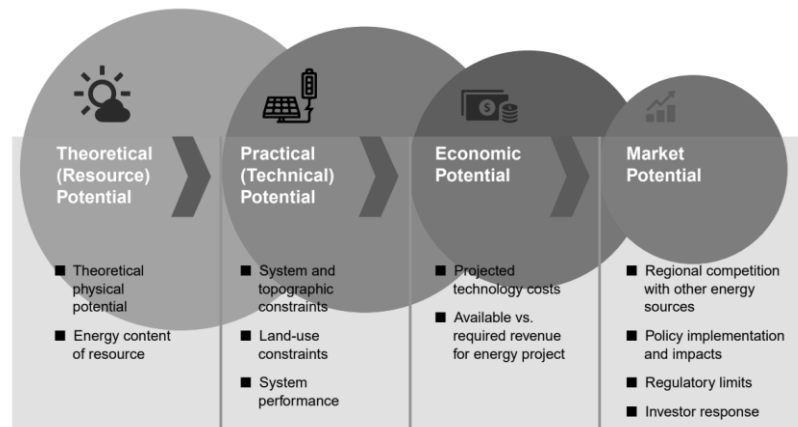 Theoretical
(Resource)
Potential
Practical
(Technical)
Potential
Economic
Potential
Market
Potential
■ Theoretical
physical
potential
■ Energy content
of resource
■ System and
topographic
constraints
■ Land-use
constraints
■ System
performance
■ Projected
technology costs
■ Available vs.
required revenue
for energy project
■ Regional competition
with other energy
sources
■ Policy implementation
and impacts
■ Regulatory limits
■ Investor response
$